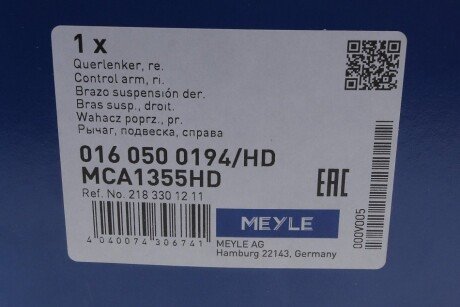 1 x
Querlenker, re.
Control arm, ri.
Brazo suspensión der.
Bras susp., droit.
Wahacz poprz., pr.
Рычаг, подвеска, справа
016 050 0194/HD
MCA1355HD
Ref. No. 218 330 12 11
4 040074 306741
MEYLE
MEYLE AG
Hamburg 22143, Germany
EAC
000V005